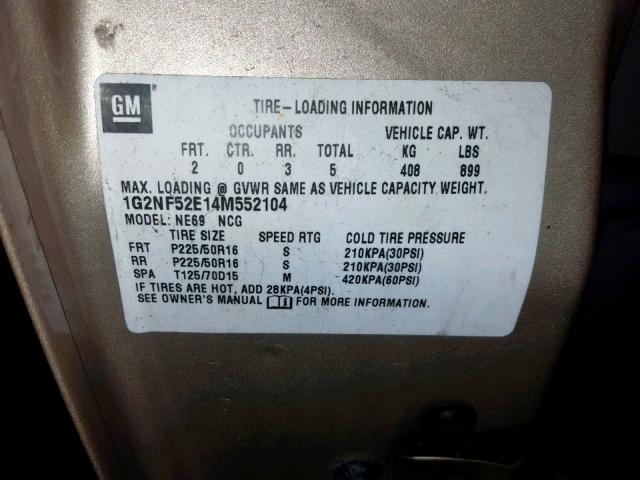 GM
TIRE-LOADING INFORMATION
OCCUPANTS VEHICLE CAP. WT.
FRT. CTR. RR. TOTAL KG LBS
2 0 3 5 408 899
MAX. LOADING @ GVWR SAME AS VEHICLE CAPACITY WEIGHT.
1G2NF52E14M552104
MODEL: NE69 NCG
TIRE SIZE SPEED RTG COLD TIRE PRESSURE
FRT P225/50R16 S 210KPA(30PSI)
RR P225/50R16 S 210KPA(30PSI)
SPA T125/70D15 M 420KPA(60PSI)
IF TIRES ARE HOT, ADD 28KPA(4PSI).
SEE OWNER'S MANUAL FOR MORE INFORMATION.